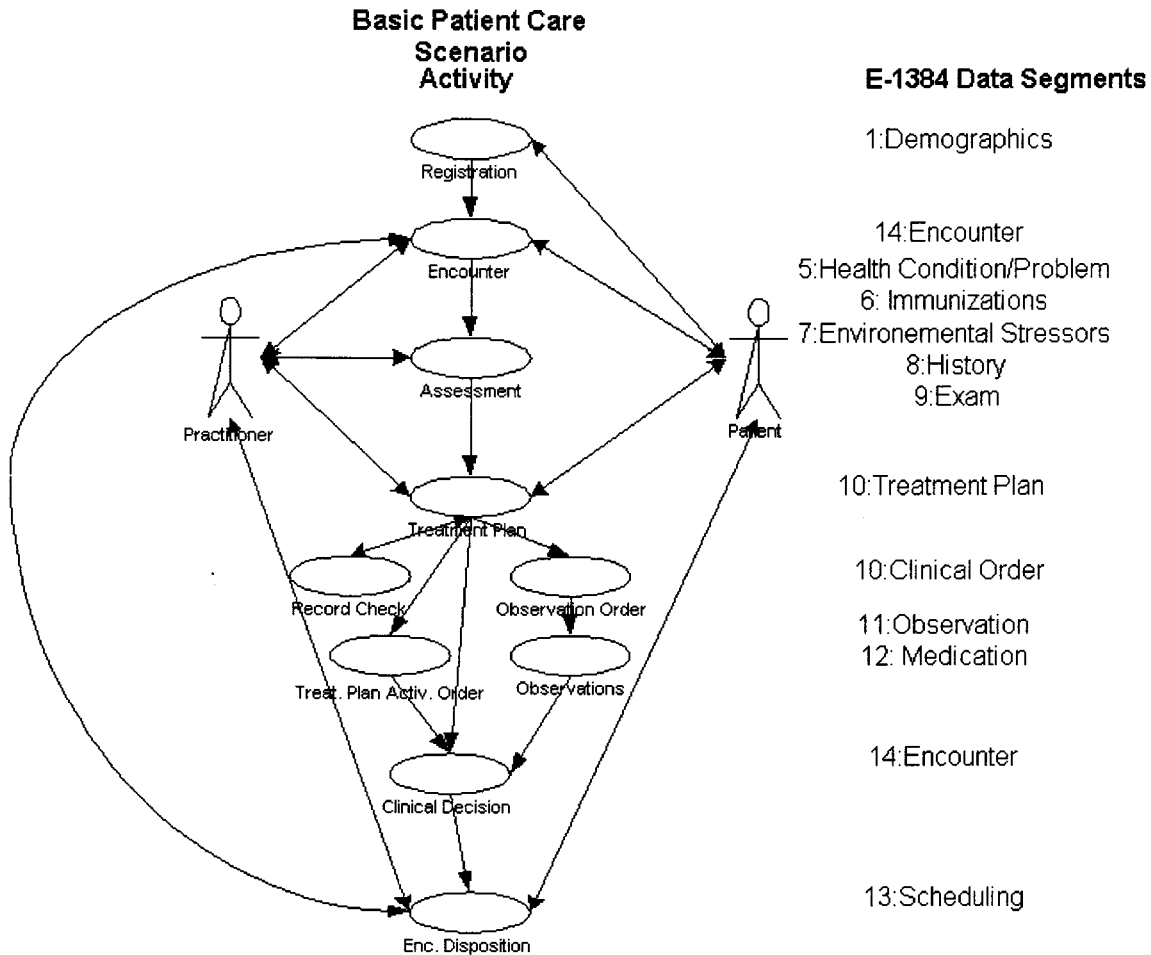 Basic Patient Care
Scenario
Activity
E-1384 Data Segments
1:Demographics
Registration
14:Encounter
Encounter
5:Health Condition/Problem
6: Immunizations
7:Environemental Stressors
8:History
9:Exam
Assessment
Practitioner
Patient
10:Treatment Plan
Treatment Plan
10:Clinical Order
Record Check
Observation Order
11:Observation
12: Medication
Treat. Plan Activ. Order
Observations
14:Encounter
Clinical Decision
13:Scheduling
Enc. Disposition